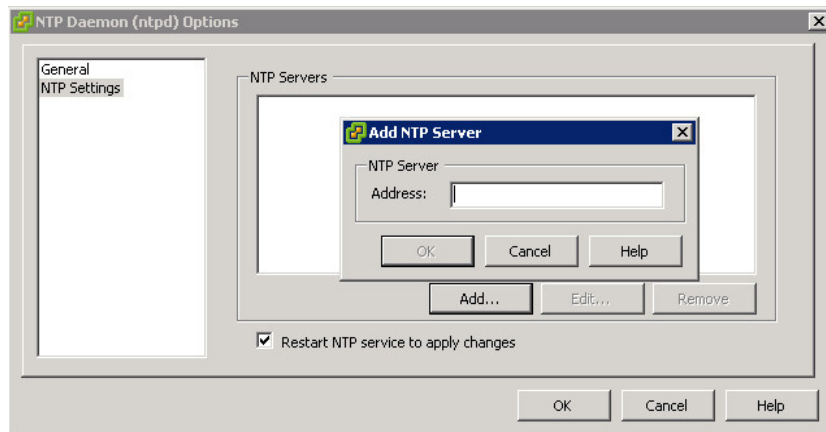 NTP Daemon (ntpd) Options
General
NTP Settings
NTP Servers
Add NTP Server
NTP Server
Address:
OK Cancel Help
Add... Edit... Remove
Restart NTP service to apply changes
OK Cancel Help